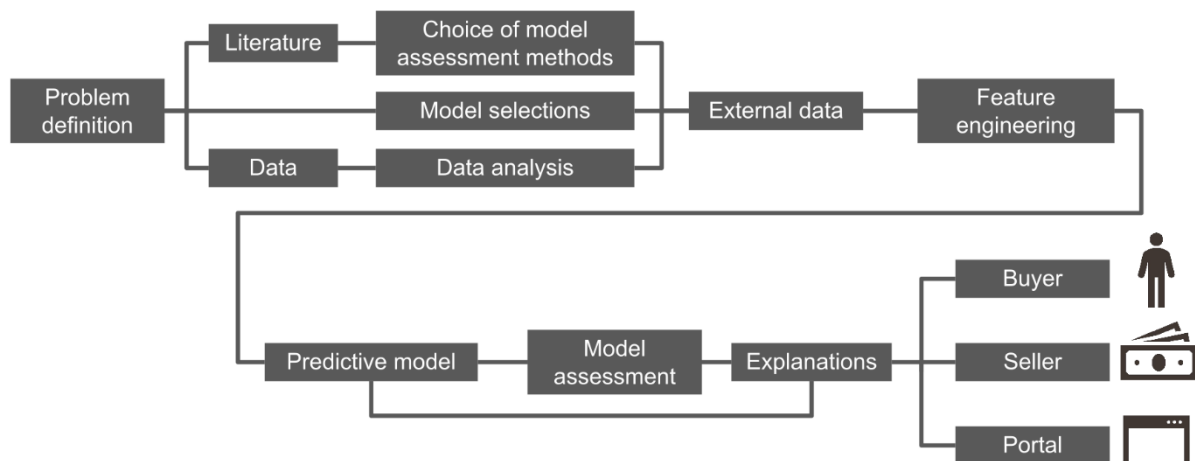 Problem
definition
Literature
Choice of model
assessment methods
Model selections
Data
Data analysis
External data
Feature
engineering
Predictive model
Model
assessment
Explanations
Buyer
Seller
Portal